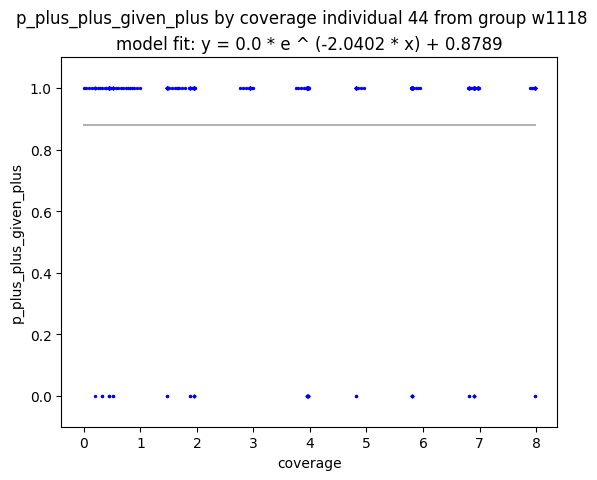 p_plus_plus_given_plus by coverage individual 44 from group w1118
model fit: y = 0.0 * e ^ (-2.0402 * x) + 0.8789
1.0
0.8
0.6
0.4
0.2
0.0
p_plus_plus_given_plus
0 1 2 3 4 5 6 7 8
coverage